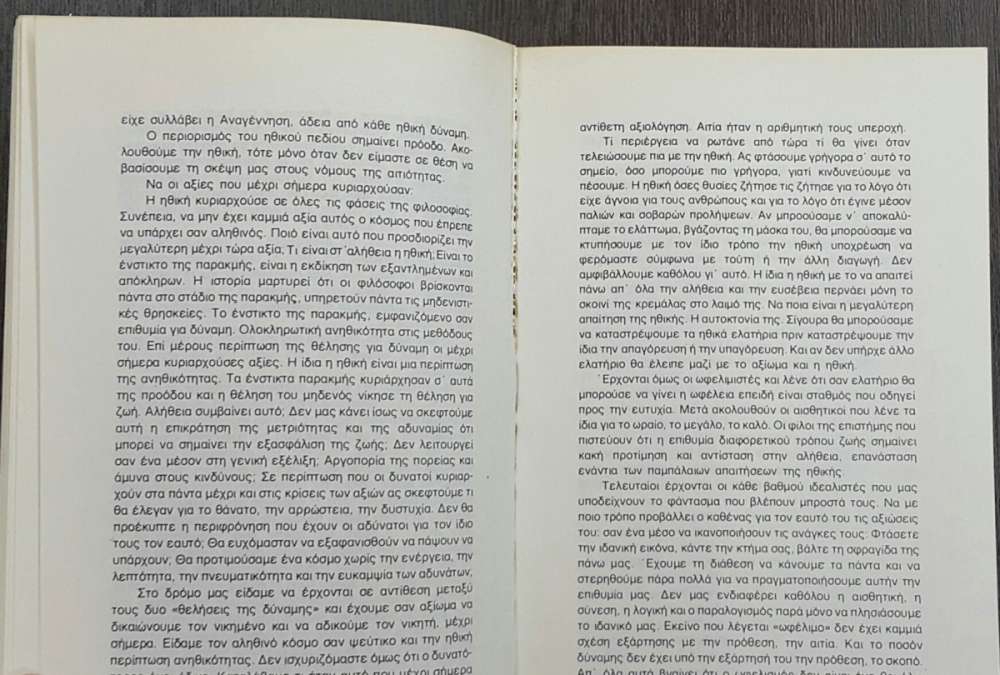 είχε συλλάβει η Αναγέννηση, άδεια από κάθε ηθική δύναμη.
Ο περιορισμός του ηθικού πεδίου σημαίνει πρόοδο. Ακο-
λουθούμε την ηθική, τότε μόνο όταν δεν είμαστε σε θέση να
βασίσουμε τη σκέψη μας στους νόμους της αιτιότητας.
Να οι αξίες που μέχρι σήμερα κυριαρχούσαν:
Η ηθική κυριαρχούσε σε όλες τις φάσεις της φιλοσοφίας.
Συνέπεια, να μην έχει καμμιά αξία αυτός ο κόσμος που έπρεπε
να υπάρχει σαν αληθινός. Ποιό είναι αυτό που προσδιορίζει την
μεγαλύτερη μέχρι τώρα αξία; Τι είναι στ΄αλήθεια η ηθική; Είναι το
ένστικτο της παρακμής, είναι η εκδίκηση των εξαντλημένων και
απόκληρων. Η ιστορία μαρτυρεί ότι οι φιλόσοφοι βρίσκονται
πάντα στο στάδιο της παρακμής, υπηρετούν πάντα τις μηδενιστι-
κές θρησκείες. Το ένστικτο της παρακμής, εμφανιζόμενο σαν
επιθυμία για δύναμη. Ολοκληρωτική ανηθικότητα στις μεθόδους
του. Επί μέρους περίπτωση της θέλησης για δύναμη οι μέχρι
σήμερα κυριαρχούσες αξίες. Η ίδια η ηθική είναι μια περίπτωση
της ανηθικότητας. Τα ένστικτα παρακμής κυριάρχησαν σ΄ αυτά
της προόδου και η θέληση του μηδενός νίκησε τη θέληση για
ζωή. Αλήθεια συμβαίνει αυτό; Δεν μας κάνει ίσως να σκεφτούμε
αυτή η επικράτηση της μετριότητας και της αδυναμίας ότι
μπορεί να σημαίνει την εξασφάλιση της ζωής; Δεν λειτουργεί
σαν ένα μέσον στη γενική εξέλιξη; Αργοπορία της πορείας και
άμυνα στους κινδύνους; Σε περίπτωση που οι δυνατοί κυριαρ-
χούν στα πάντα μέχρι και στις κρίσεις των αξιών ας σκεφτούμε τι
θα έλεγαν για το θάνατο, την αρρώστεια, την δυστυχία. Δεν θα
προέκυπτε η περιφρόνηση που έχουν οι αδύνατοι για τον ίδιο
τους τον εαυτό; Θα ευχόμασταν να εξαφανισθούν να πάψουν να
υπάρχουν; Θα προτιμούσαμε ένα κόσμο χωρίς την ενέργεια, την
λεπτότητα, την πνευματικότητα και την ευκαμψία των αδυνάτων;
Στο δρόμο μας είδαμε να έρχονται σε αντίθεση μεταξύ
τους δυο «θελήσεις της δύναμης» και έχουμε σαν αξίωμα να
δικαιώνουμε τον νικημένο και να αδικούμε τον νικητή, μέχρι
σήμερα. Είδαμε τον αληθινό κόσμο σαν ψεύτικο και την ηθική
περίπτωση ανηθικότητας. Δεν ισχυριζόμαστε όμως ότι ο δυνατό-
αντίθετη αξιολόγηση. Αιτία ήταν η αριθμητική τους υπεροχή.
Τί περιέργεια να ρωτάνε από τώρα τί θα γίνει όταν
τελειώσουμε πια με την ηθική. Ας φτάσουμε γρήγορα σ΄ αυτό το
σημείο, όσο μπορούμε πιο γρήγορα, γιατί κινδυνεύουμε να
πέσουμε. Η ηθική όσες θυσίες ζήτησε τις ζήτησε για το λόγο ότι
είχε άγνοια για τους ανθρώπους και για το λόγο ότι έγινε μέσον
παλιών και σοβαρών προλήψεων. Αν μπρορύσαμε ν΄ αποκαλύ-
πταμε το ελάττωμα, βγάζοντας τη μάσκα του, θα μπορούσαμε να
κτυπήσουμε με τον ίδιο τρόπο την ηθική υποχρέωση να
φερόμαστε σύμφωνα με τούτη ή την άλλη διαγωγή. Δεν
αμφιβάλλουμε καθόλου γι΄ αυτό. Η ίδια η ηθική με το να απαιτεί
πάνω απ΄ όλα την αλήθεια και την ευσέβεια περνάει μόνη το
σκοινί της κρεμάλας στο λαιμό της. Να ποια είναι η μεγαλύτερη
απαίτηση της ηθικής. Η αυτοκτονία της. Σίγουρα θα μπορούσαμε
να καταστρέψουμε τα ηθικά ελατήρια πριν καταστρέψουμε την
ίδια την απαγόρευση ή την υπαγόρευση. Και αν δεν υπήρχε άλλο
ελατήριο θα έλειπε μαζί με το αξίωμα και η ηθική.
΄Ερχονται όμως οι ωφελιμιστές και λένε ότι σαν ελατήριο θα
μπορούσε να γίνει η ωφέλεια επειδή είναι σταθμός που οδηγεί
προς την ευτυχία. Μετά ακολουθούν οι αισθητικοί που λένε τα
ίδια για το ωραίο, το μεγάλο, το καλό. Οι φίλοι της επιστήμης που
πιστεύουν ότι η επιθυμία διαφορετικού τρόπου ζωής σημαίνει
κακή προτίμηση και αντίσταση στην αλήθεια, επανάσταση
ενάντια των παμπάλαιων απαιτήσεων της ηθικής.
Τελευταίοι έρχονται οι κάθε βαθμού ιδεαλιστές που μας
υποδείχνουν το φάντασμα που βλέπουν μπροστά τους. Να με
ποιο τρόπο προβάλλει ο καθένας για τον εαυτό του τις αξιώσεις
του: σαν ένα μέσο να ικανοποιήσουν τις ανάγκες τους: Φτάσετε
την ιδανική εικόνα, κάντε την κτήμα σας, βάλτε τη σφραγίδα της
πάνω μας. ΄Εχουμε τη διάθεση να κάνουμε τα πάντα και να
στερηθούμε πάρα πολλά για να πραγματοποιήσουμε αυτήν την
επιθυμία μας. Δεν μας ενδιαφέρει καθόλου η αισθητική, η
σύνεση, η λογική και ο παραλογισμός παρά μόνο να πλησιάσουμε
το ιδανικό μας. Εκείνο που λέγεται «ωφέλιμο» δεν έχει καμμιά
σχέση εξάρτησης με την πρόθεση, την αιτία. Και το ποσόν
δύναμης δεν έχει υπό την εξάρτησή του την πρόθεση, το σκοπό.